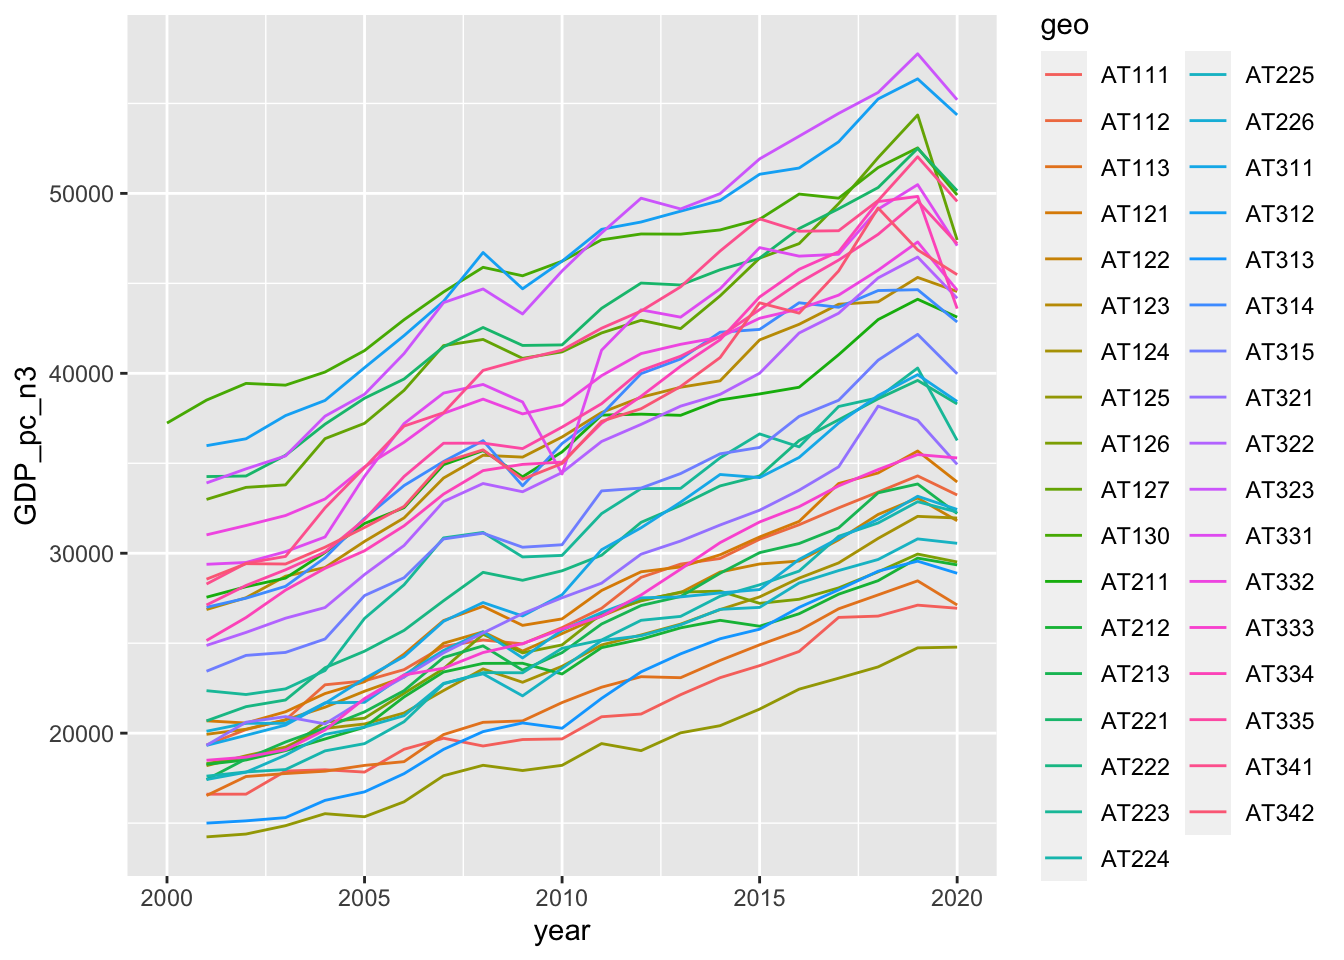 GDP_pc_n3
50000
40000
30000
20000
2000 2005 2010 2015 2020
year
geo
AT111 AT225
AT112 AT226
AT113 AT311
AT121 AT312
AT122 AT313
AT123 AT314
AT124 AT315
AT125 AT321
AT126 AT322
AT127 AT323
AT130 AT331
AT211 AT332
AT212 AT333
AT213 AT334
AT221 AT335
AT222 AT341
AT223 AT342
AT224